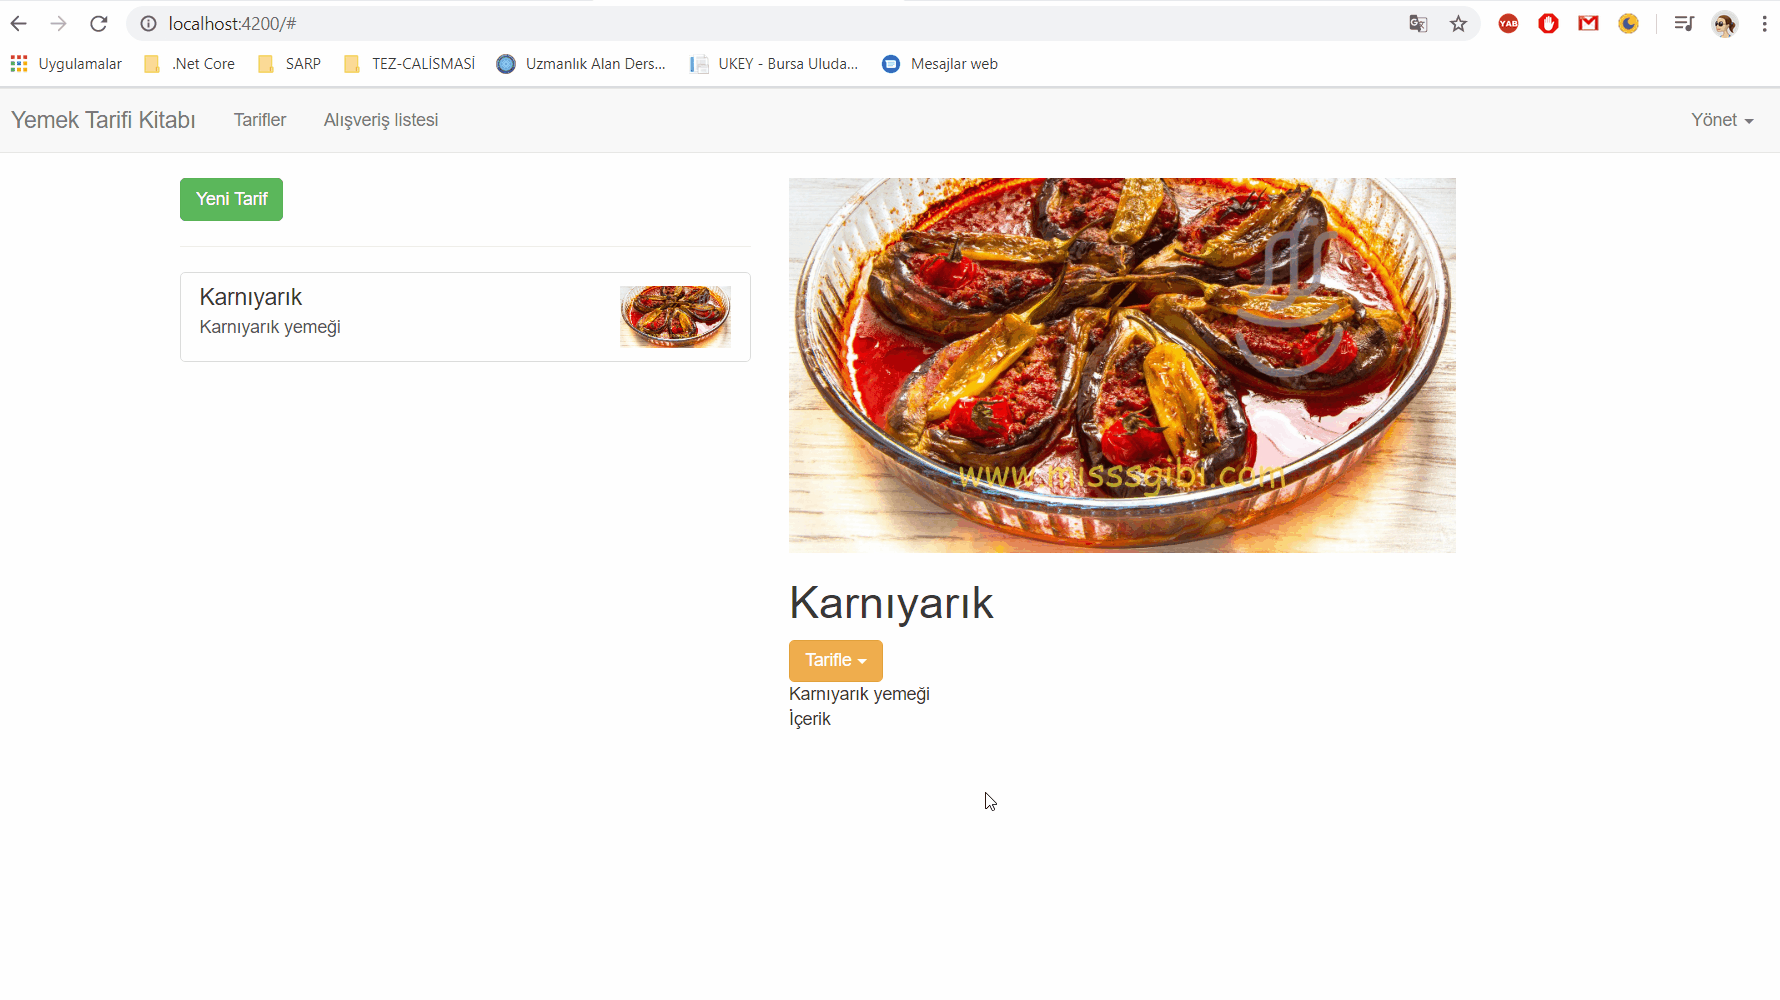 localhost:4200/#
YAB
Uygulamalar .Net Core SARP TEZ-CALİSMASİ Uzmanlık Alan Ders... UKEY - Bursa Uluda... Mesajlar web
Yemek Tarifi Kitabı Tarifler Alışveriş listesi Yönet
Yeni Tarif
Karnıyarık
Karnıyarık yemeği
www.misssgibi.com
Karnıyarık
Tarifle
Karnıyarık yemeği
İçerik